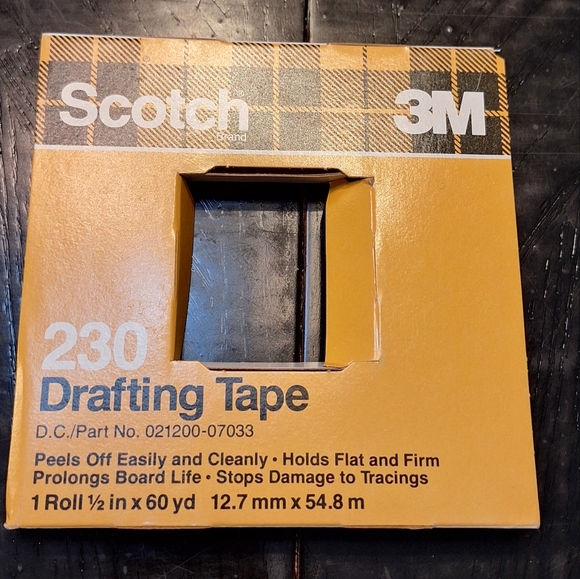 Scotch® 3M
Brand
230
Drafting Tape
D.C./Part No. 021200-07033
Peels Off Easily and Cleanly • Holds Flat and Firm
Prolongs Board Life • Stops Damage to Tracings
1 Roll ½ in x 60 yd 12.7 mm x 54.8 m